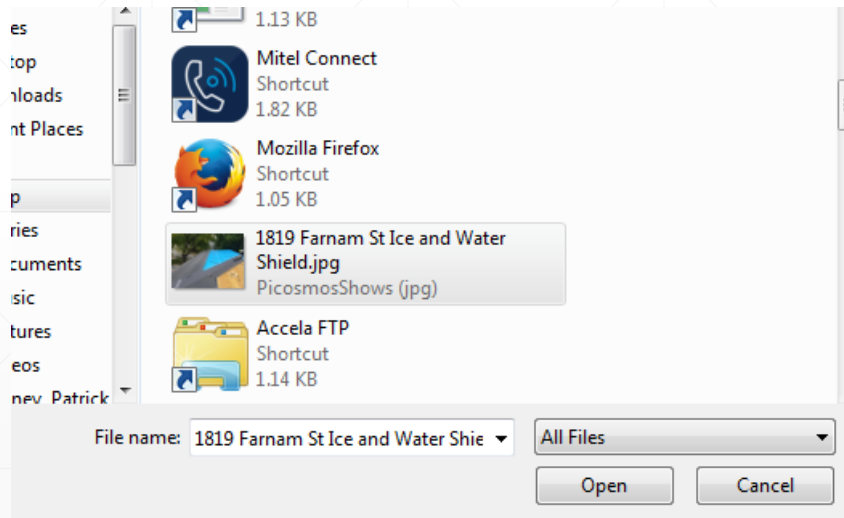 es
top
nloads
nt Places
p
ries
cuments
sic
tures
eos
ney, Patrick
1.13 KB
Mitel Connect
Shortcut
1.82 KB
Mozilla Firefox
Shortcut
1.05 KB
1819 Farnam St Ice and Water
Shield.jpg
PicosmosShows (jpg)
Accela FTP
Shortcut
1.14 KB
File name: 1819 Farnam St Ice and Water Shie
All Files
Open
Cancel